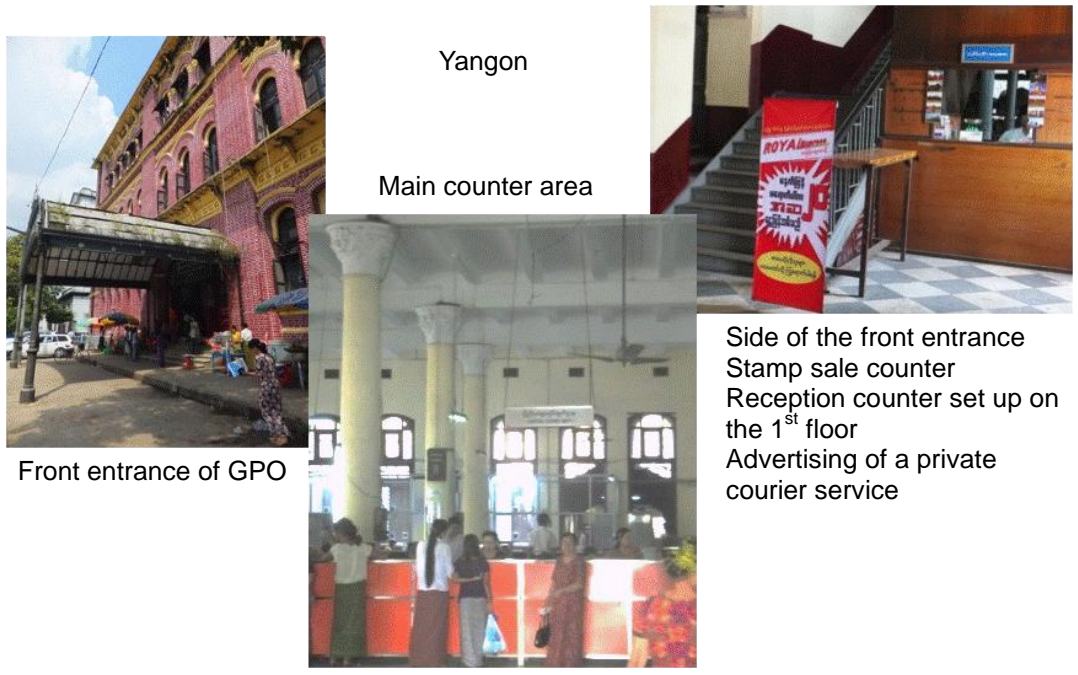 Yangon
Main counter area
Front entrance of GPO
ROYAL EXPRESS
Side of the front entrance
Stamp sale counter
Reception counter set up on
the 1st floor
Advertising of a private
courier service